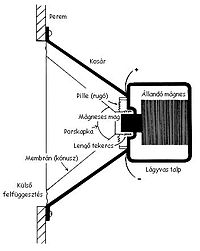 Perem
Kosár
+
Állandó mágnes
Pille (rugó)
Mágneses mag
Porsapka
Lengő tekercs
Membrán (kónusz)
Lágyvas talp
-
Külső
felfüggesztés